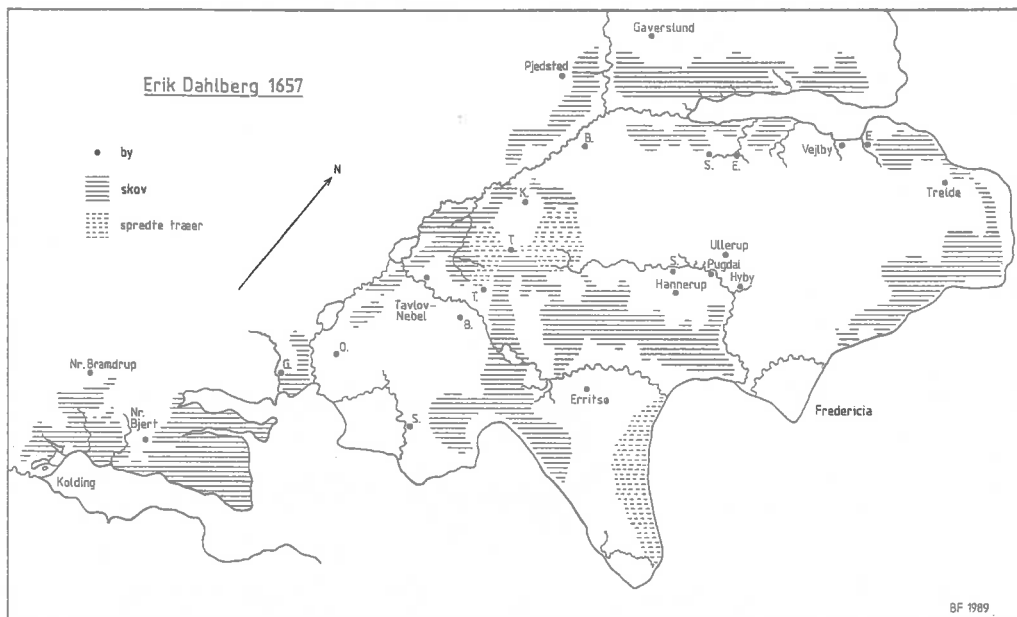 Erik Dahlberg 1657
by
skov
spredte træer
N
Gaverslund
Pjedsted
B.
S.
E.
Vejlby
E.
Trelde
K.
T.
Ullerup
S.
Pugdal
Hannerup
Hyby
T.
Tavlov-
Nebel
B.
O.
G.
Nr. Bramdrup
Nr.
Bjert
S.
Erritsø
Fredericia
Kolding
BF 1989